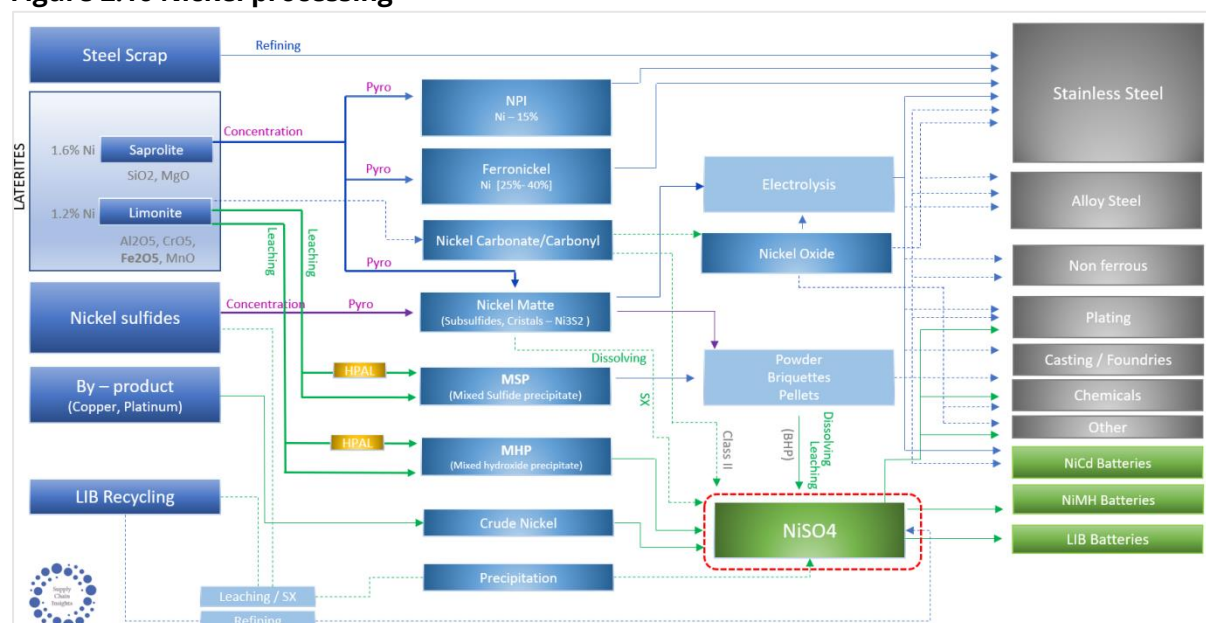 Figure 2.10 Nickel processing
Steel Scrap
Refining
Stainless Steel
LATERITES
1.6% Ni
Saprolite
SiO2, MgO
1.2% Ni
Limonite
Al2O5, CrO5,
Fe2O5, MnO
Concentration
Pyro
NPI
Ni – 15%
Pyro
Ferronickel
Ni [25%- 40%]
Electrolysis
Alloy Steel
Leaching
Leaching
Nickel Carbonate/Carbonyl
Nickel Oxide
Non ferrous
Pyro
Nickel sulfides
Concentration
Pyro
Nickel Matte
(Subsulfides, Cristals – Ni3S2 )
Plating
Dissolving
SX
Powder
Briquettes
Pellets
Casting / Foundries
By – product
(Copper, Platinum)
HPAL
MSP
(Mixed Sulfide precipitate)
Chemicals
Other
Class II
(BHP)
Dissolving
Leaching
HPAL
MHP
(Mixed hydroxide precipitate)
NiCd Batteries
LIB Recycling
NiMH Batteries
Crude Nickel
NiSO4
LIB Batteries
Precipitation
Leaching / SX
Refining
Supply
Chain
Insights